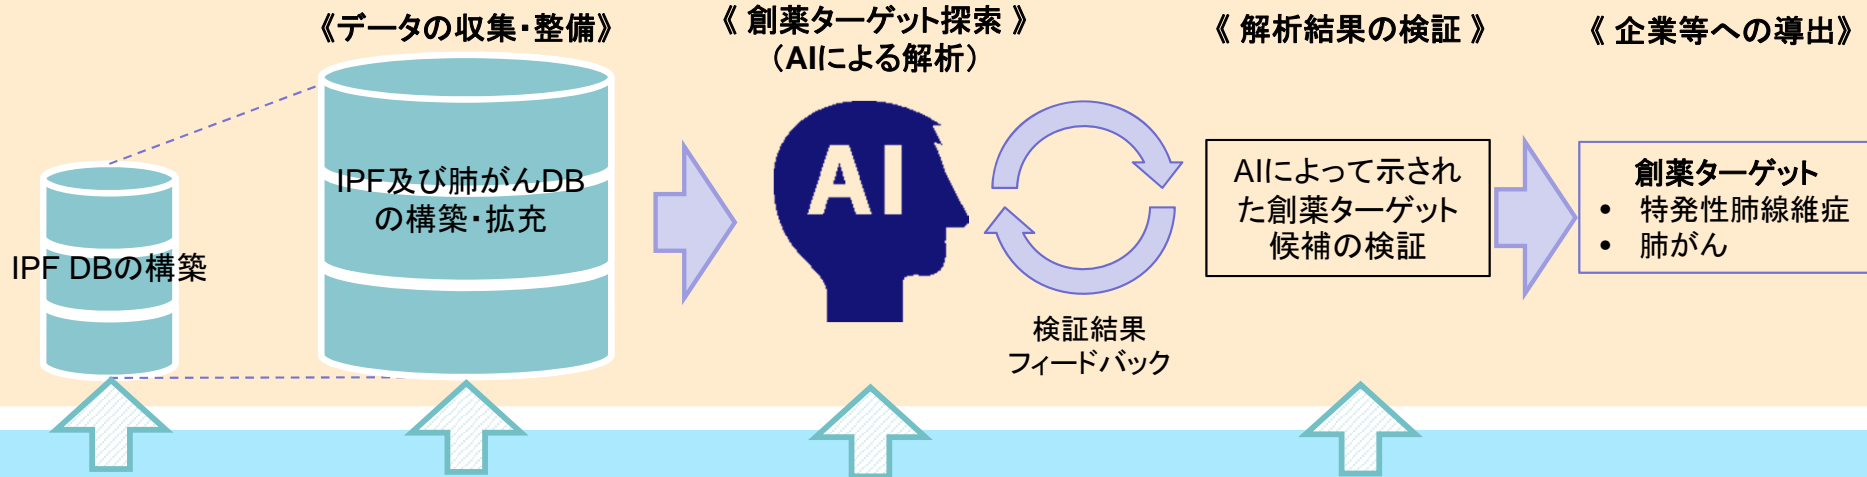 《データの収集・整備》
《 創薬ターゲット探索 》
（AIによる解析）
《 解析結果の検証 》
《 企業等への導出》
IPF DBの構築
IPF及び肺がんDB
の構築・拡充
AI
検証結果
フィードバック
AIによって示され
た創薬ターゲット
候補の検証
創薬ターゲット
• 特発性肺線維症
• 肺がん